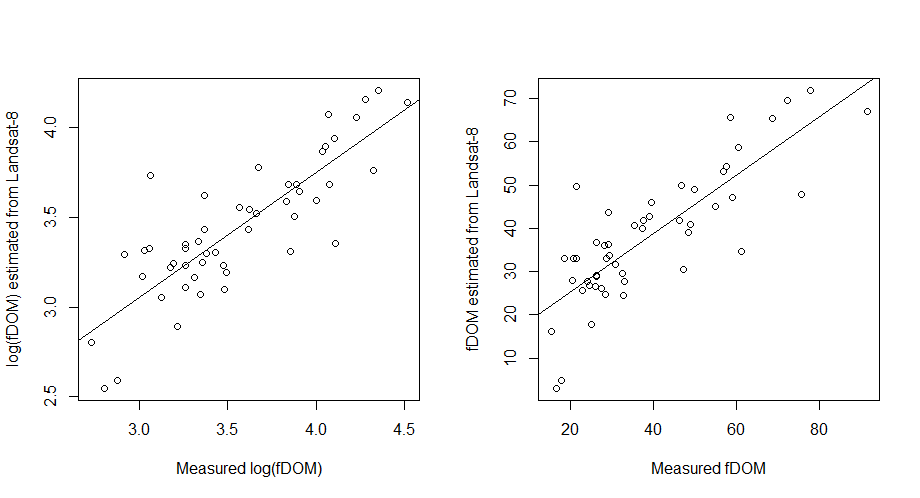 log(fDOM) estimated from Landsat-8
4.0
3.5
3.0
2.5
3.0 3.5 4.0 4.5
Measured log(fDOM)
fDOM estimated from Landsat-8
70
60
50
40
30
20
10
20 40 60 80
Measured fDOM